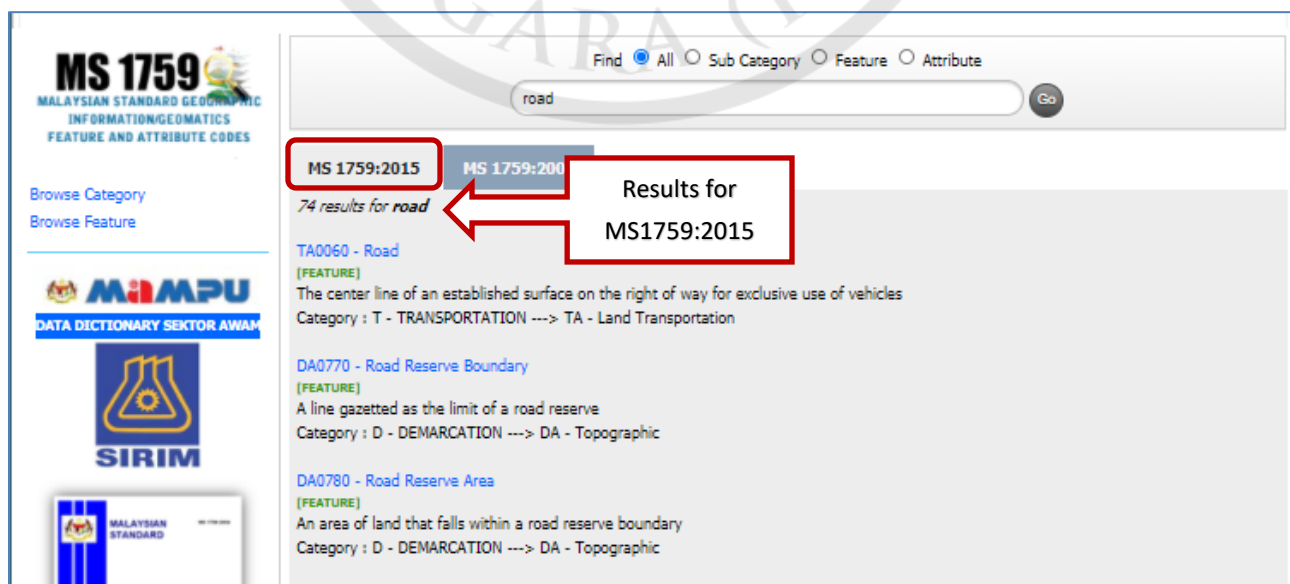 GARA (
MS 1759
MALAYSIAN STANDARD GEOGRAPHIC
INFORMATION/GEOMATICS
FEATURE AND ATTRIBUTE CODES
Browse Category
Browse Feature
MAMPU
DATA DICTIONARY SEKTOR AWAM
SIRIM
MALAYSIAN
STANDARD
Find All Sub Category Feature Attribute
road
Go
MS 1759:2015
MS 1759:200
Results for
MS1759:2015
74 results for road
TA0060 - Road
[FEATURE]
The center line of an established surface on the right of way for exclusive use of vehicles
Category : T - TRANSPORTATION ---> TA - Land Transportation
DA0770 - Road Reserve Boundary
[FEATURE]
A line gazetted as the limit of a road reserve
Category : D - DEMARCATION ---> DA - Topographic
DA0780 - Road Reserve Area
[FEATURE]
An area of land that falls within a road reserve boundary
Category : D - DEMARCATION ---> DA - Topographic